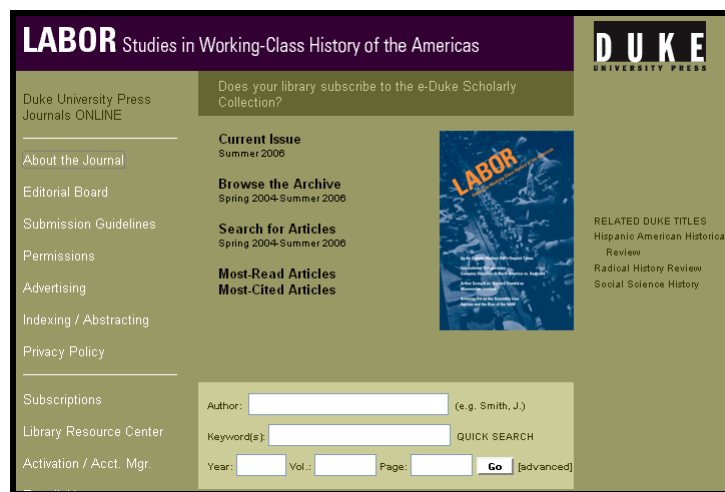 LABOR Studies in Working-Class History of the Americas
DUKE
UNIVERSITY PRESS
Duke University Press
Journals ONLINE
About the Journal
Editorial Board
Submission Guidelines
Permissions
Advertising
Indexing / Abstracting
Privacy Policy
Subscriptions
Library Resource Center
Activation / Acct. Mgr.
Does your library subscribe to the e-Duke Scholarly
Collection?
Current Issue
Summer 2006
Browse the Archive
Spring 2004-Summer 2006
Search for Articles
Spring 2004-Summer 2006
Most-Read Articles
Most-Cited Articles
LABOR
RELATED DUKE TITLES
Hispanic American Historica
Review
Radical History Review
Social Science History
Author: (e.g. Smith, J.)
Keyword(s): QUICK SEARCH
Year: Vol.: Page: Go [advanced]